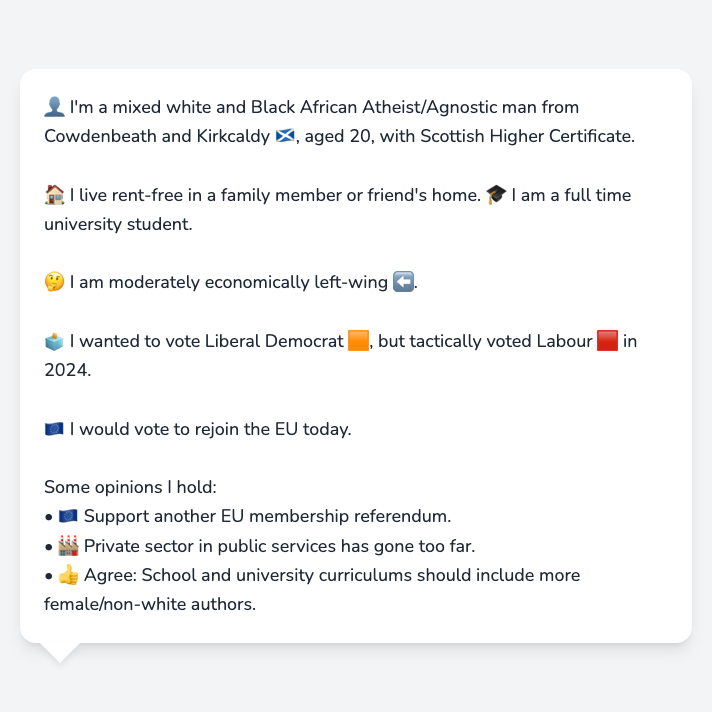 👤 I'm a mixed white and Black African Atheist/Agnostic man from
Cowdenbeath and Kirkcaldy 🏴󠁧󠁢󠁳󠁣󠁴󠁿, aged 20, with Scottish Higher Certificate.
🏠 I live rent-free in a family member or friend's home. 🎓 I am a full time
university student.
🤔 I am moderately economically left-wing ⬅️.
🗳️ I wanted to vote Liberal Democrat 🟧, but tactically voted Labour 🟥 in
2024.
🇪🇺 I would vote to rejoin the EU today.
Some opinions I hold:
• 🇪🇺 Support another EU membership referendum.
• 🏭 Private sector in public services has gone too far.
• 👍 Agree: School and university curriculums should include more
female/non-white authors.